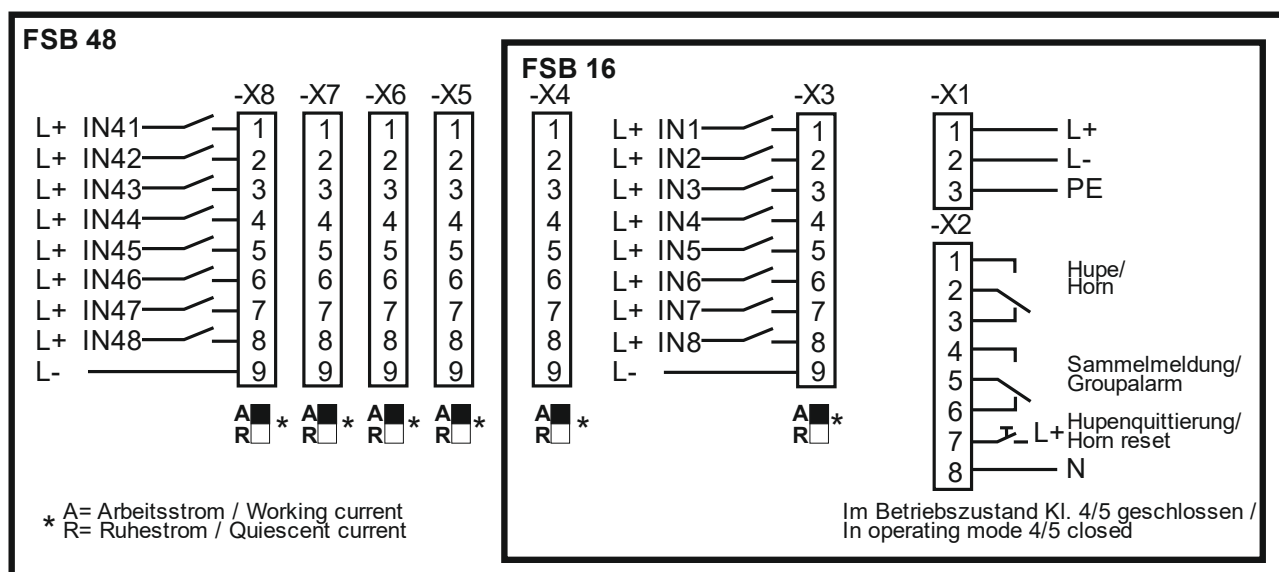 FSB 48
FSB 16
-X8 -X7 -X6 -X5 -X4 -X3 -X1
L+ IN41 1 1 1 1 1 L+ IN1 1 1 L+
L+ IN42 2 2 2 2 2 L+ IN2 2 2 L-
L+ IN43 3 3 3 3 3 L+ IN3 3 3 PE
L+ IN44 4 4 4 4 4 L+ IN4 4
L+ IN45 5 5 5 5 5 L+ IN5 5
L+ IN46 6 6 6 6 6 L+ IN6 6
L+ IN47 7 7 7 7 7 L+ IN7 7
L+ IN48 8 8 8 8 8 L+ IN8 8
L- 9 9 9 9 9 L- 9
-X2
1
2
3
Hupe/
Horn
4
5
6
Sammelmeldung/
Groupalarm
7 L+ Hupenquittierung/
Horn reset
8 N
A A A A A A
R * R * R * R * R * R *
* A= Arbeitsstrom / Working current
R= Ruhestrom / Quiescent current
Im Betriebszustand Kl. 4/5 geschlossen /
In operating mode 4/5 closed